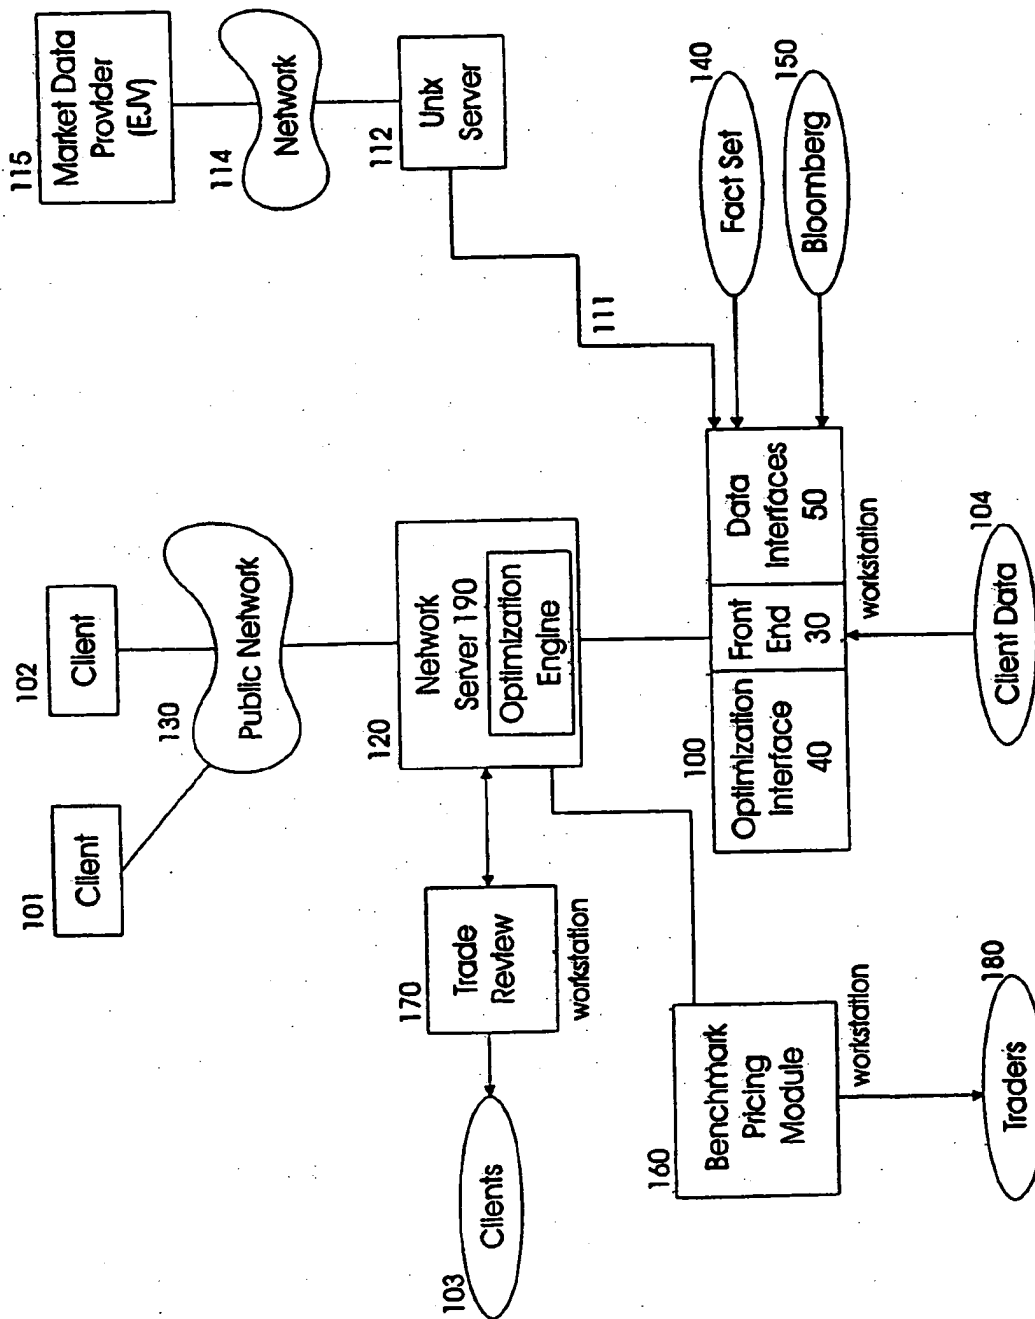 101
Client
102
Client
130
Public Network
115
Market Data
Provider
(EJV)
114
Network
112
Unix
Server
111
120
Network
Server 190
Optimization
Engine
170
Trade
Review
workstation
103
Clients
100
Optimization
Interface
40
Front
End
30
Data
Interfaces
50
workstation
140
Fact Set
150
Bloomberg
160
Benchmark
Pricing
Module
workstation
180
Traders
104
Client Data